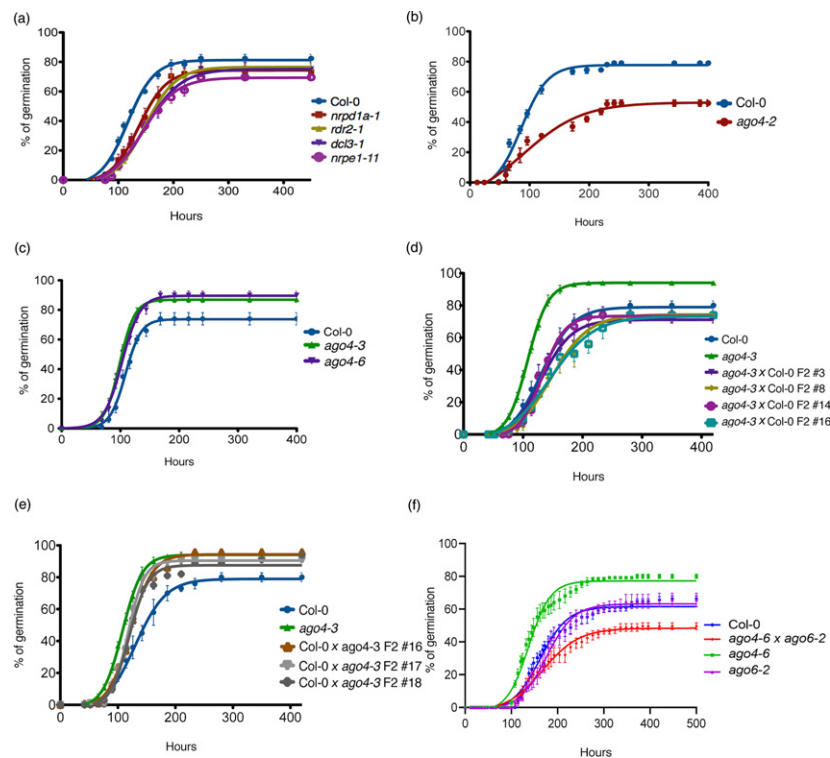 (a)
100
80
60
40
20
0
% of germination
0 100 200 300 400
Hours
Col-0
nrpd1a-1
rdr2-1
dcl3-1
nrpe1-11
(b)
100
80
60
40
20
0
% of germination
0 100 200 300 400
Hours
Col-0
ago4-2
(c)
100
80
60
40
20
0
% of germination
0 100 200 300 400
Hours
Col-0
ago4-3
ago4-6
(d)
100
80
60
40
20
0
% of germination
0 100 200 300 400
Hours
Col-0
ago4-3
ago4-3 x Col-0 F2 #3
ago4-3 x Col-0 F2 #8
ago4-3 x Col-0 F2 #14
ago4-3 x Col-0 F2 #16
(e)
100
80
60
40
20
0
% of germination
0 100 200 300 400
Hours
Col-0
ago4-3
Col-0 x ago4-3 F2 #16
Col-0 x ago4-3 F2 #17
Col-0 x ago4-3 F2 #18
(f)
100
80
60
40
20
0
% of germination
0 100 200 300 400 500
Hours
Col-0
ago4-6 x ago6-2
ago4-6
ago6-2